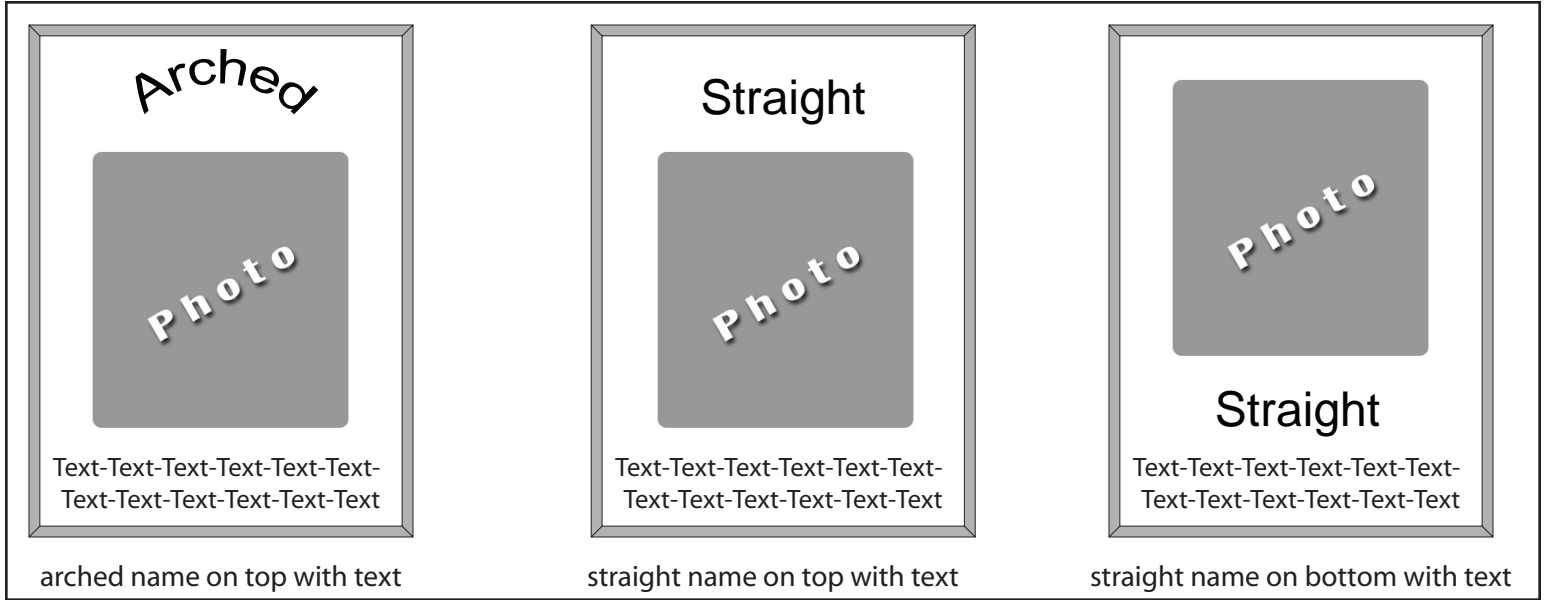 Arched
Photo
Text-Text-Text-Text-Text-Text-
Text-Text-Text-Text-Text-Text
arched name on top with text
Straight
Photo
Text-Text-Text-Text-Text-Text-
Text-Text-Text-Text-Text-Text
straight name on top with text
Photo
Straight
Text-Text-Text-Text-Text-Text-
Text-Text-Text-Text-Text-Text
straight name on bottom with text